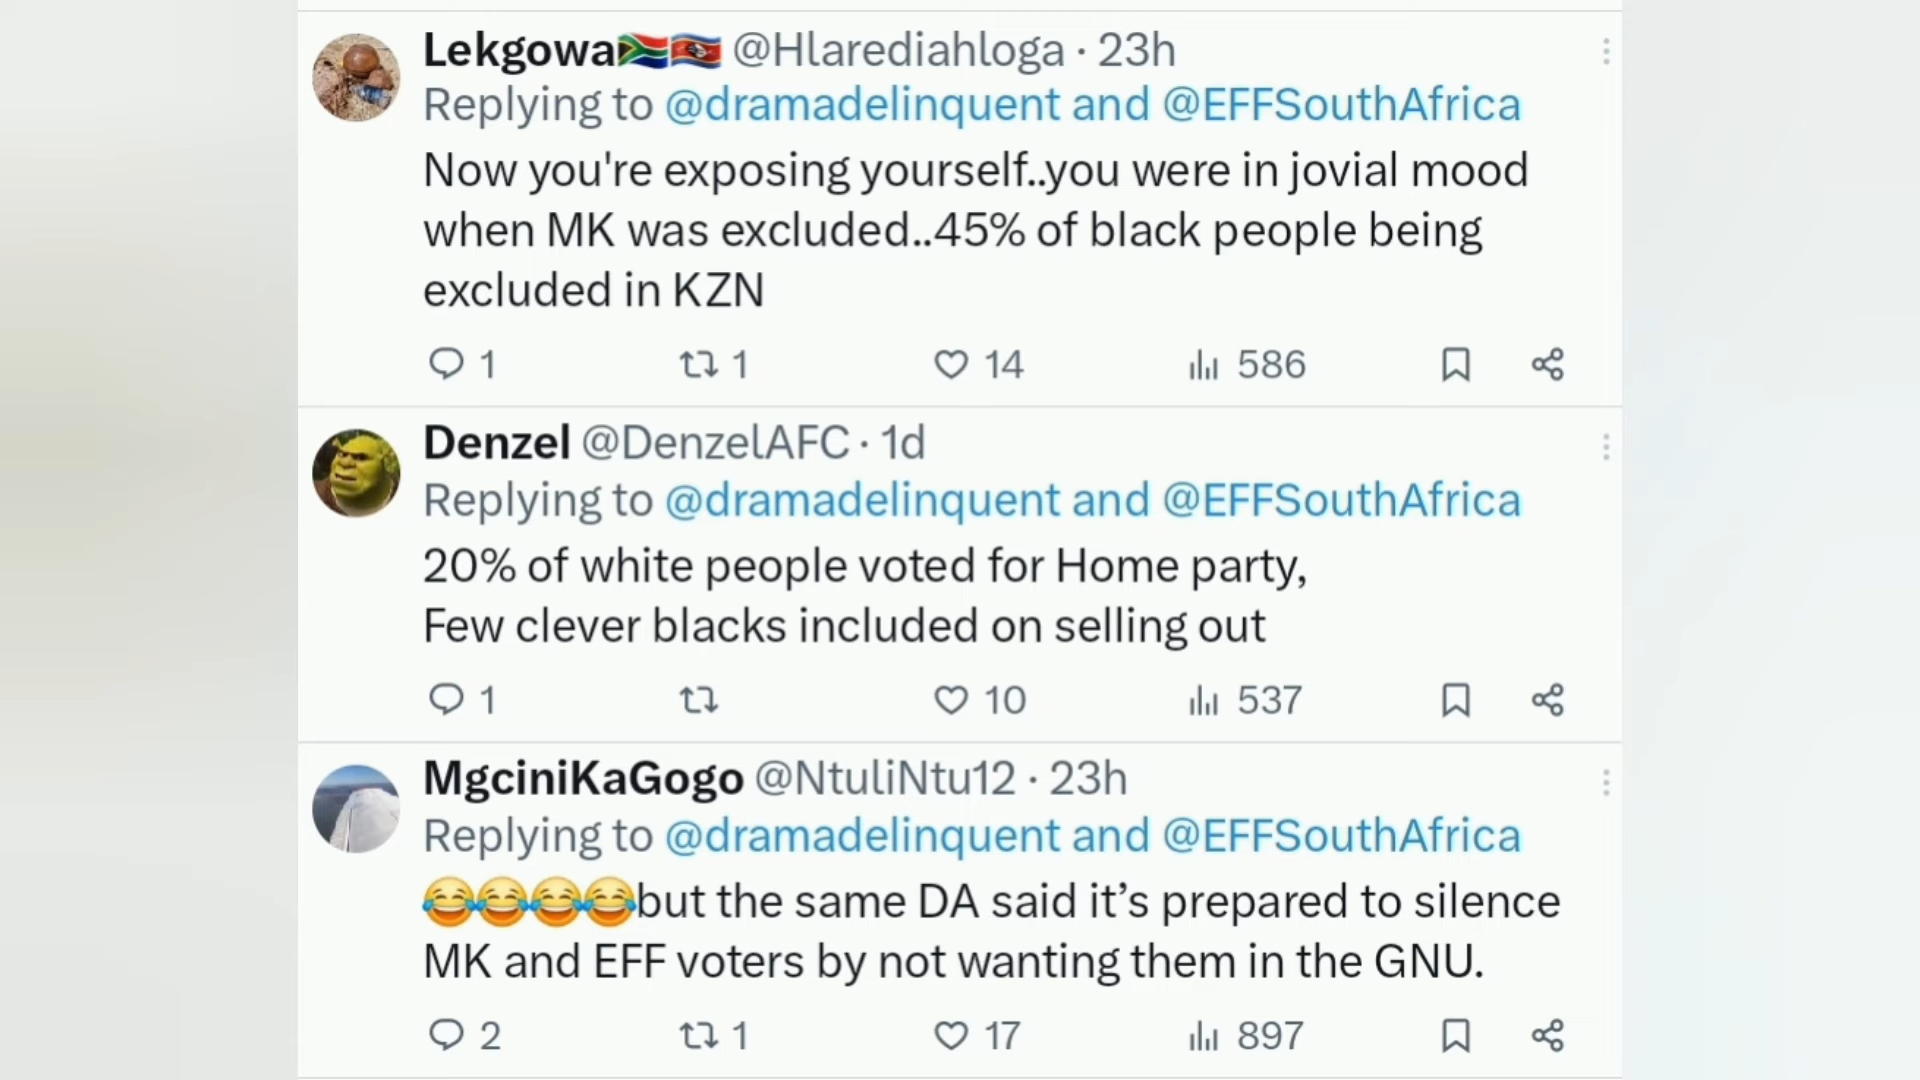 Lekgowa🇿🇦🇸🇿 @Hlarediahloga · 23h
Replying to @dramadelinquent and @EFFSouthAfrica
Now you're exposing yourself..you were in jovial mood
when MK was excluded..45% of black people being
excluded in KZN
1 1 14 586
Denzel @DenzelAFC · 1d
Replying to @dramadelinquent and @EFFSouthAfrica
20% of white people voted for Home party,
Few clever blacks included on selling out
1 10 537
MgciniKaGogo @NtuliNtu12 · 23h
Replying to @dramadelinquent and @EFFSouthAfrica
😂😂😂😂but the same DA said it’s prepared to silence
MK and EFF voters by not wanting them in the GNU.
2 1 17 897